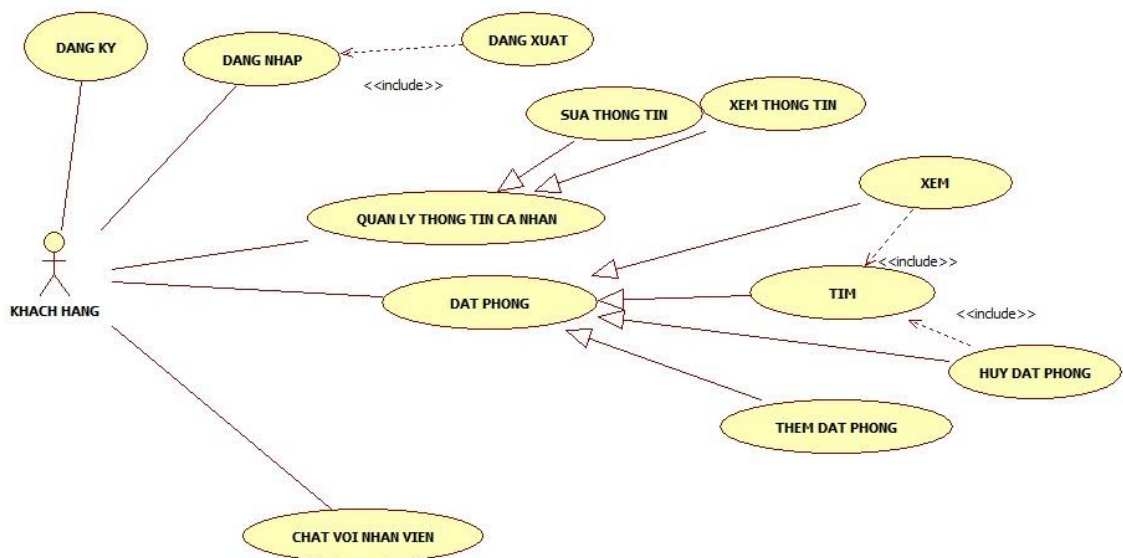 DANG KY
DANG NHAP
DANG XUAT
<<include>>
SUA THONG TIN
XEM THONG TIN
XEM
QUAN LY THONG TIN CA NHAN
<<include>>
TIM
DAT PHONG
KHACH HANG
<<include>>
HUY DAT PHONG
THEM DAT PHONG
CHAT VOI NHAN VIEN